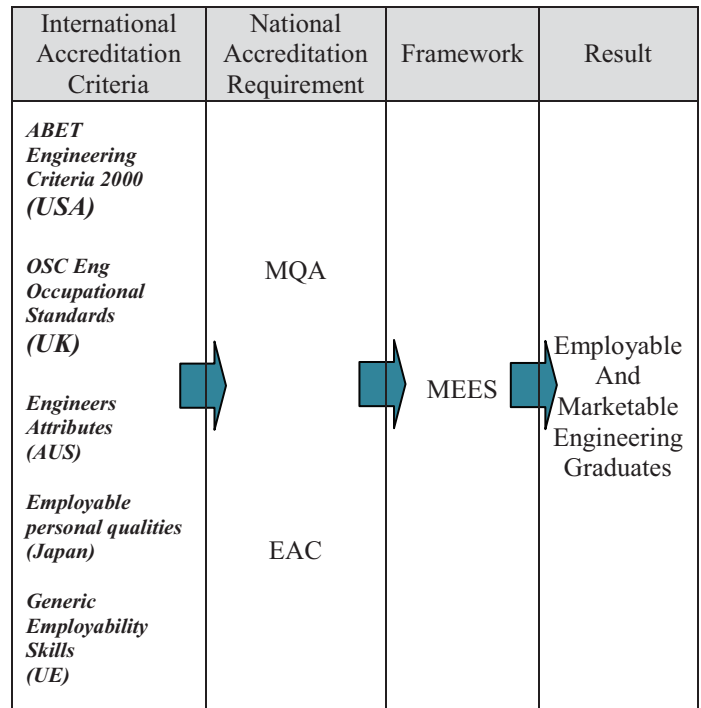 International
Accreditation
Criteria
National
Accreditation
Requirement
Framework
Result
ABET
Engineering
Criteria 2000
(USA)
OSC Eng
Occupational
Standards
(UK)
Engineers
Attributes
(AUS)
Employable
personal qualities
(Japan)
Generic
Employability
Skills
(UE)
MQA
EAC
MEES
Employable
And
Marketable
Engineering
Graduates